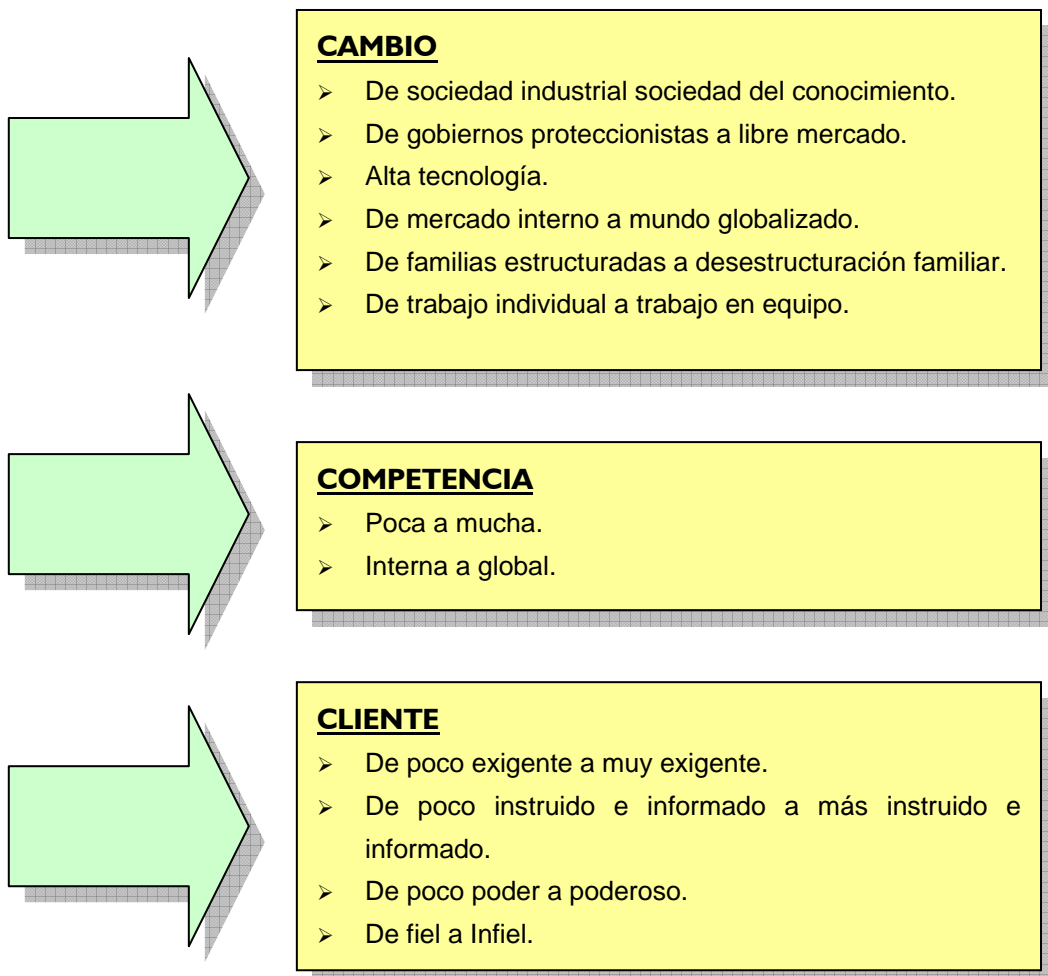 CAMBIO
➢ De sociedad industrial sociedad del conocimiento.
➢ De gobiernos proteccionistas a libre mercado.
➢ Alta tecnología.
➢ De mercado interno a mundo globalizado.
➢ De familias estructuradas a desestructuración familiar.
➢ De trabajo individual a trabajo en equipo.
COMPETENCIA
➢ Poca a mucha.
➢ Interna a global.
CLIENTE
➢ De poco exigente a muy exigente.
➢ De poco instruido e informado a más instruido e
informado.
➢ De poco poder a poderoso.
➢ De fiel a Infiel.